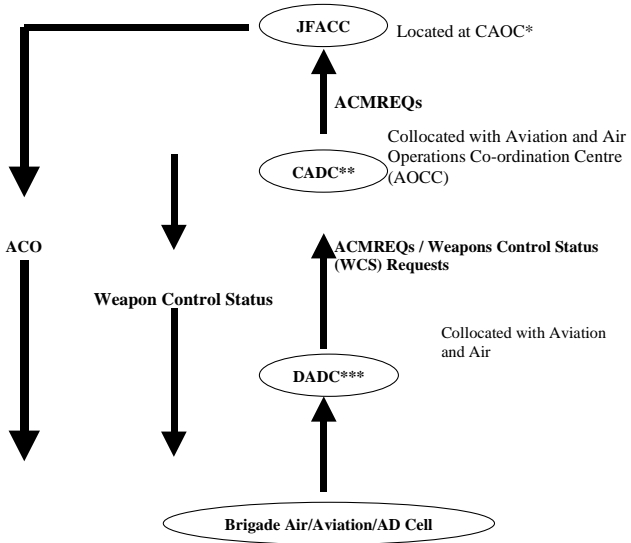 JFACC
Located at CAOC*
ACMREQs
Collocated with Aviation and Air
Operations Co-ordination Centre
(AOCC)
CADC**
ACO
ACMREQs / Weapons Control Status
(WCS) Requests
Weapon Control Status
Collocated with Aviation
and Air
DADC***
Brigade Air/Aviation/AD Cell